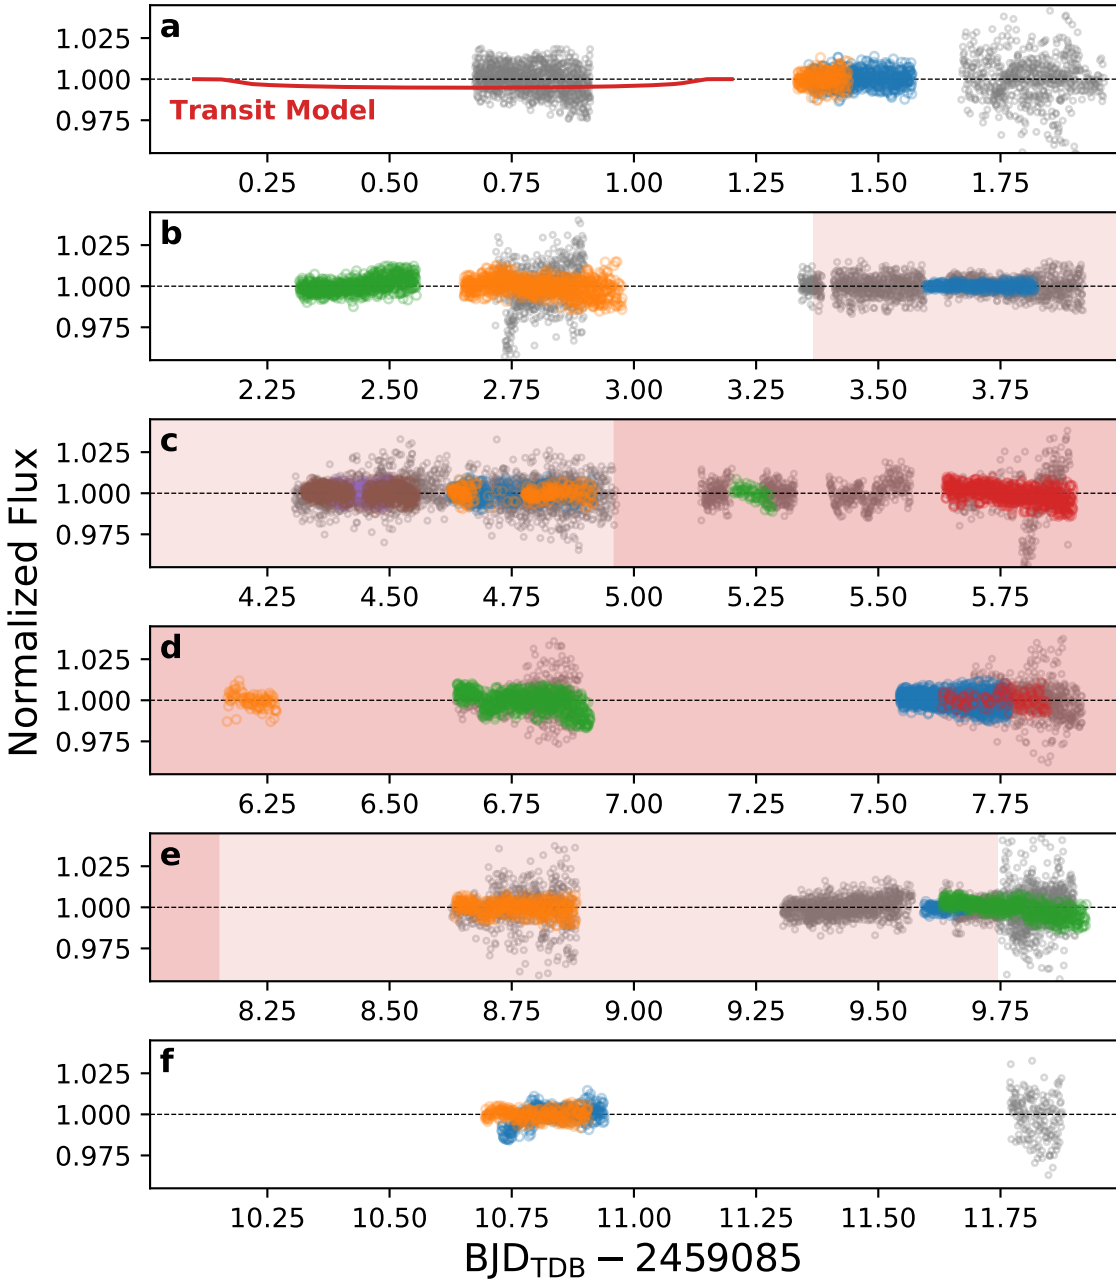 a
1.025
1.000
0.975
Transit Model
0.25 0.50 0.75 1.00 1.25 1.50 1.75
b
1.025
1.000
0.975
2.25 2.50 2.75 3.00 3.25 3.50 3.75
c
1.025
1.000
0.975
4.25 4.50 4.75 5.00 5.25 5.50 5.75
Normalized Flux
d
1.025
1.000
0.975
6.25 6.50 6.75 7.00 7.25 7.50 7.75
e
1.025
1.000
0.975
8.25 8.50 8.75 9.00 9.25 9.50 9.75
f
1.025
1.000
0.975
10.25 10.50 10.75 11.00 11.25 11.50 11.75
BJD_TDB − 2459085